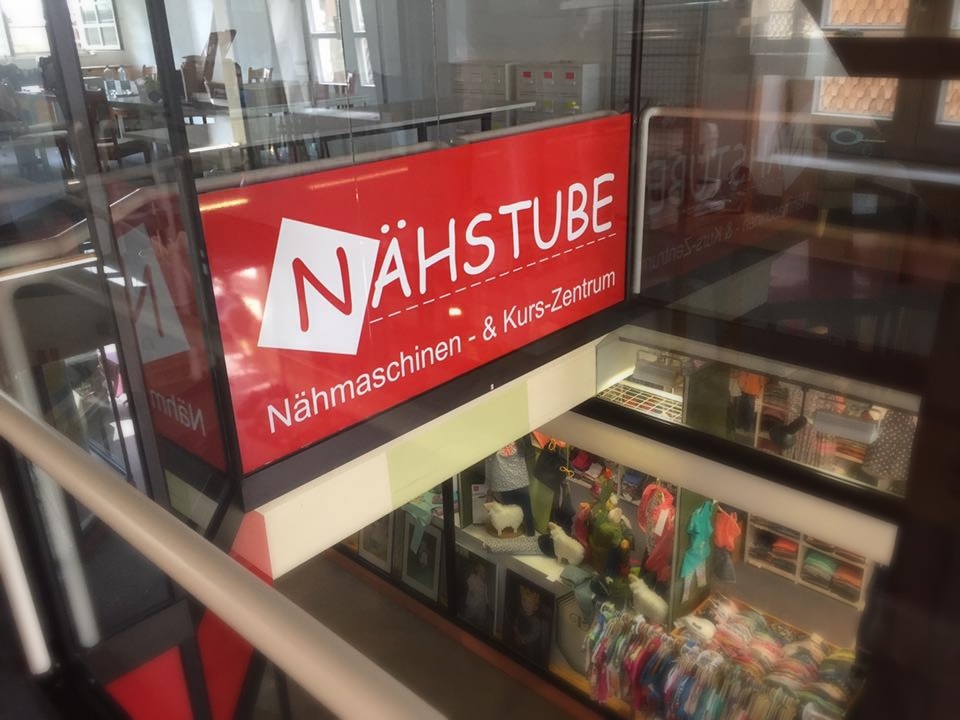 NÄHSTUBE
Nähmaschinen - & Kurs-Zentrum